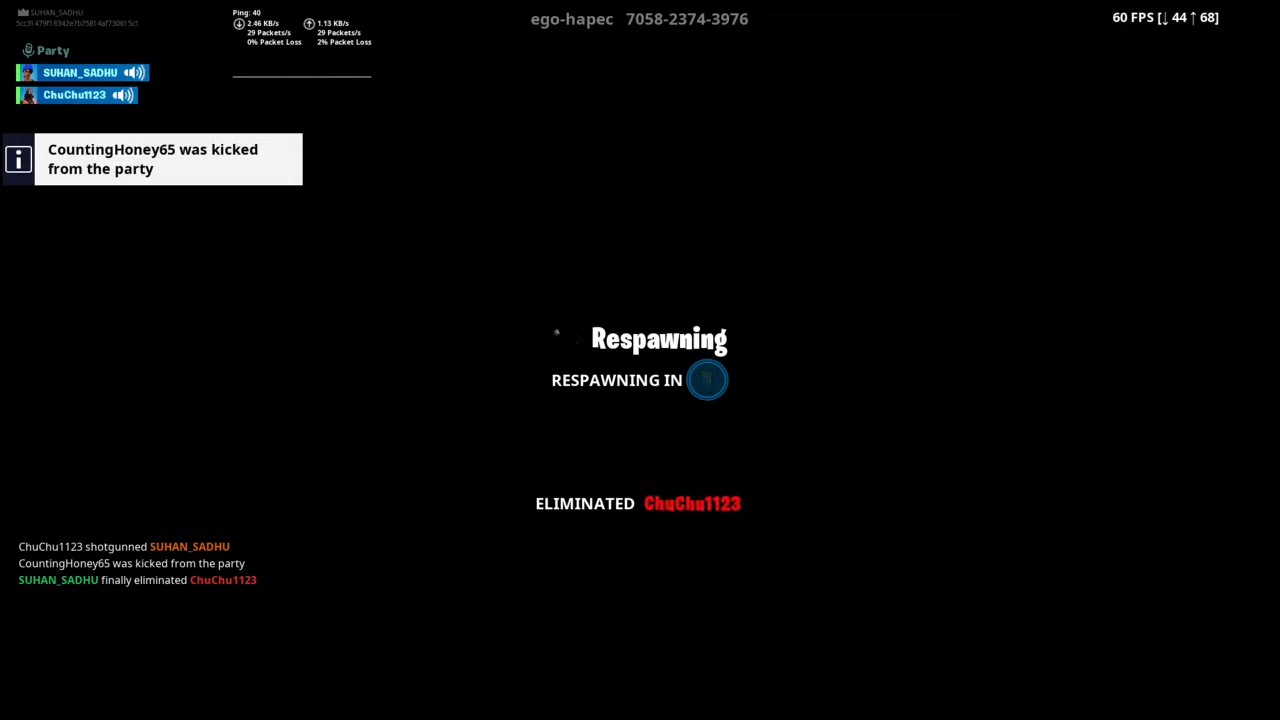 SUHAN_SADHU
Party
SUHAN_SADHU
ChuChu1123
Ping: 40
2.46 KB/s 1.13 KB/s
29 Packets/s 29 Packets/s
0% Packet Loss 2% Packet Loss
ego-hapec 7058-2374-3976
60 FPS [↓ 44 ↑ 68]
CountingHoney65 was kicked
from the party
Respawning
RESPAWNING IN
ELIMINATED ChuChu1123
ChuChu1123 shotgunned SUHAN_SADHU
CountingHoney65 was kicked from the party
SUHAN_SADHU finally eliminated ChuChu1123